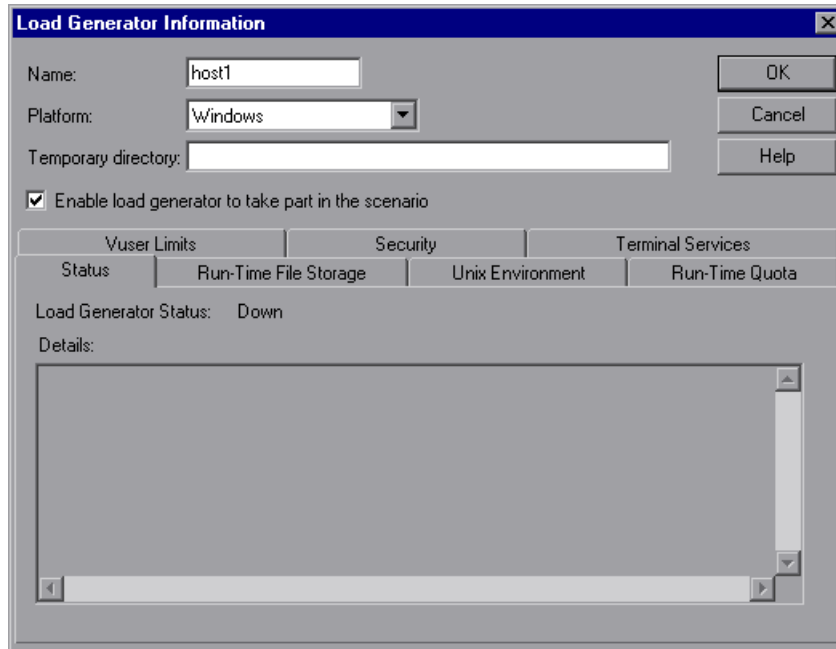 Load Generator Information
Name: host1 OK
Platform: Windows Cancel
Temporary directory: Help
Enable load generator to take part in the scenario
Vuser Limits Security Terminal Services
Status Run-Time File Storage Unix Environment Run-Time Quota
Load Generator Status: Down
Details: